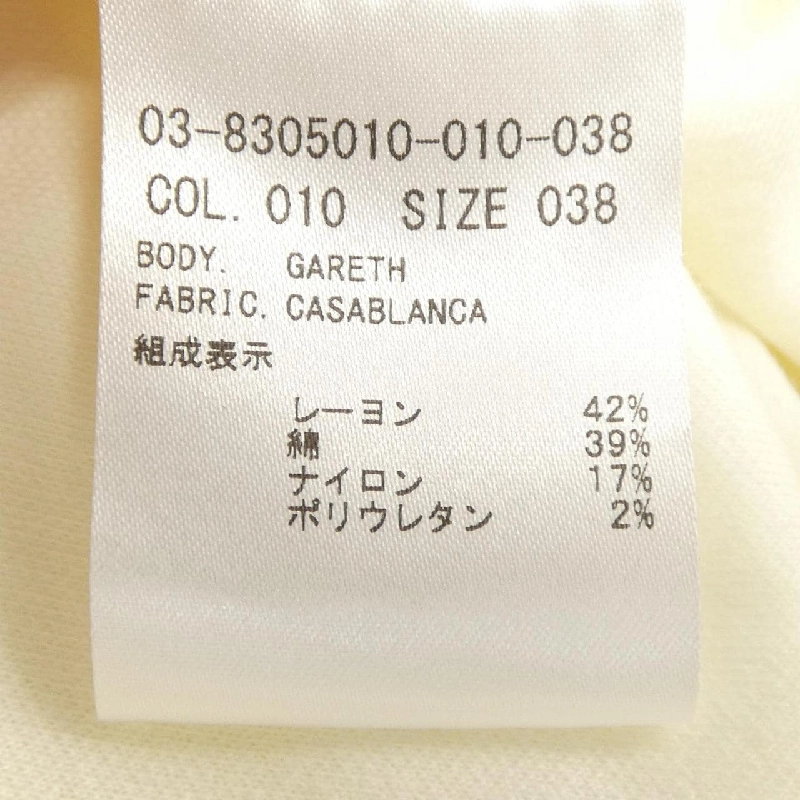 03-8305010-010-038
COL. 010 SIZE 038
BODY. GARETH
FABRIC. CASABLANCA
組成表示
レーヨン 42%
綿 39%
ナイロン 17%
ポリウレタン 2%